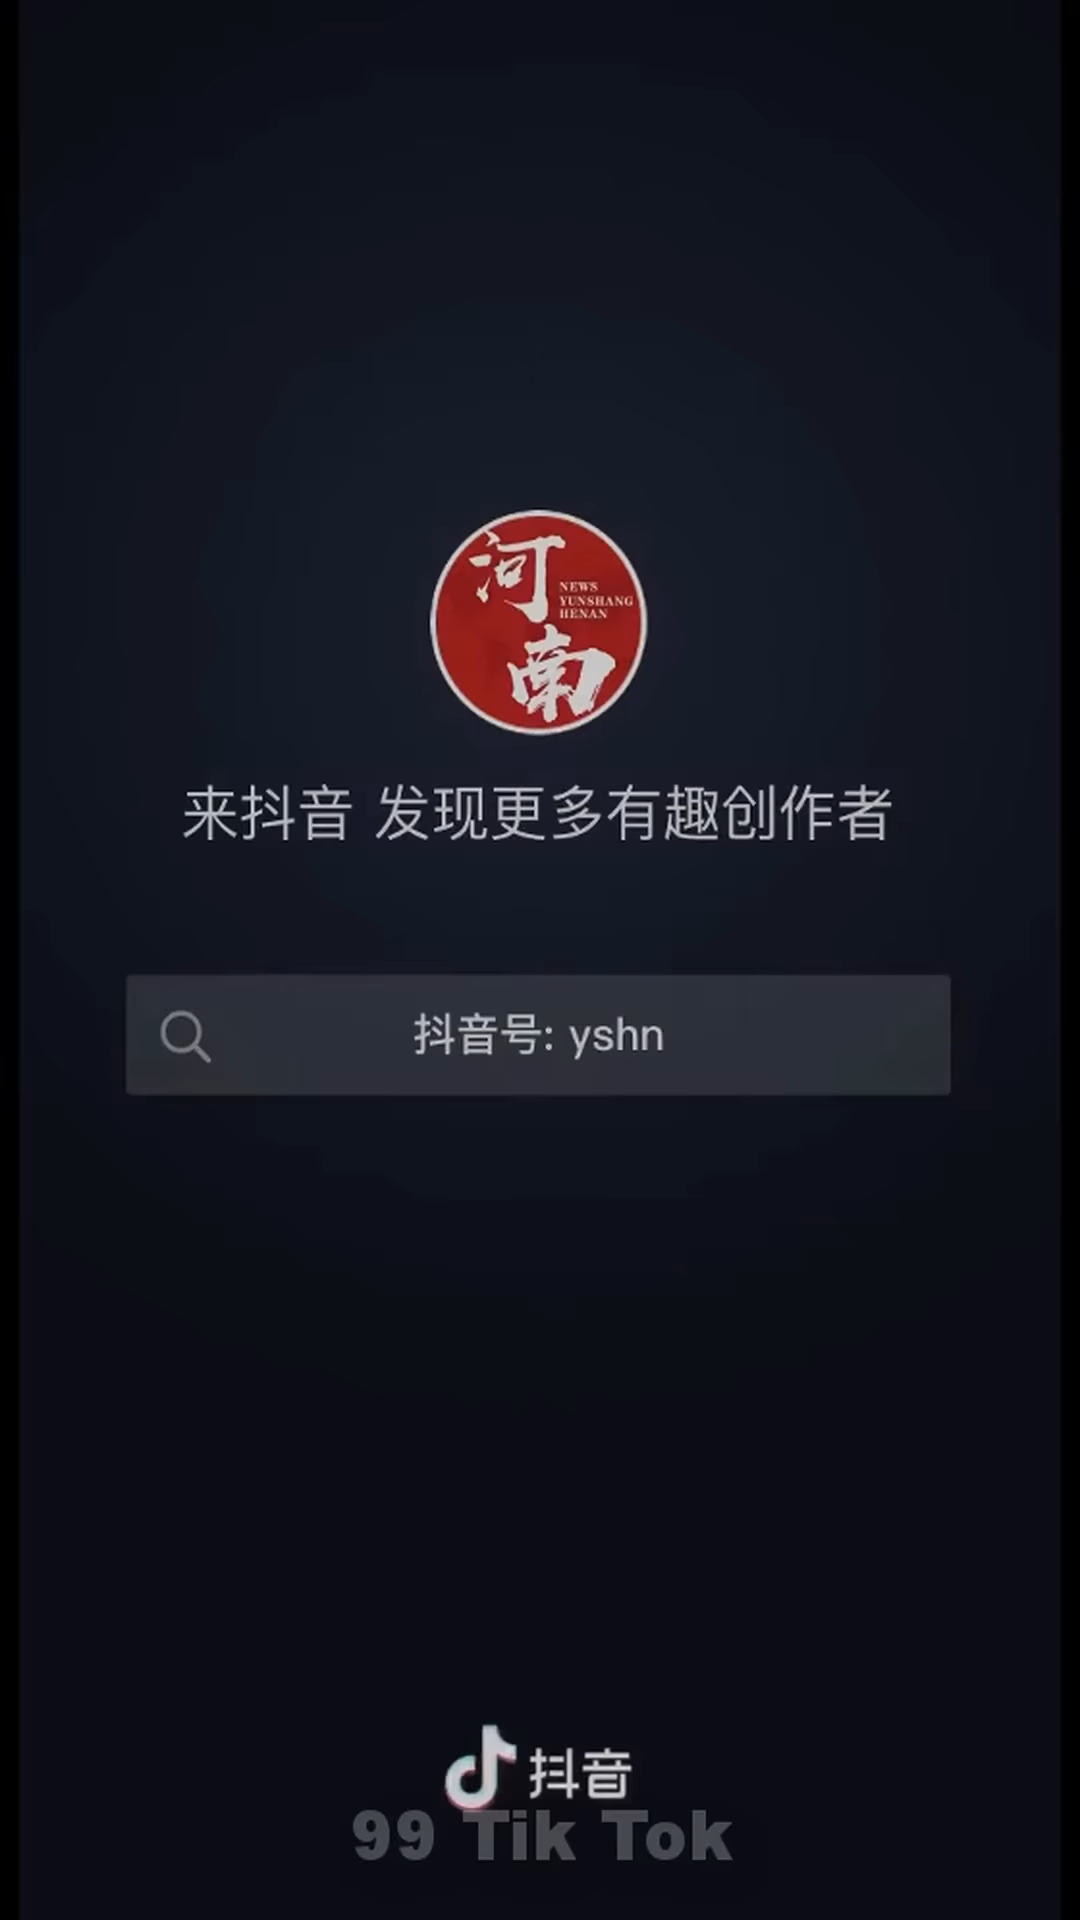 河
NEWS
YUNSHANG
HENAN
南
来抖音 发现更多有趣创作者
抖音号: yshn
抖音
99 Tik Tok